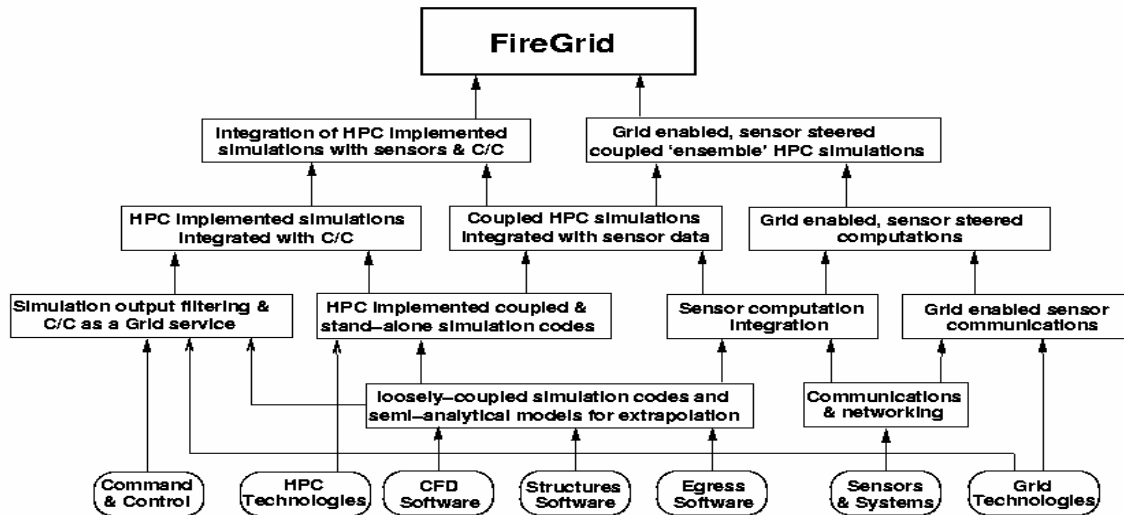 FireGrid
Integration of HPC implemented
simulations with sensors & C/C
Grid enabled, sensor steered
coupled ‘ensemble’ HPC simulations
HPC implemented simulations
integrated with C/C
Coupled HPC simulations
integrated with sensor data
Grid enabled, sensor steered
computations
Simulation output filtering &
C/C as a Grid service
HPC implemented coupled &
stand–alone simulation codes
Sensor computation
integration
Grid enabled sensor
communications
loosely–coupled simulation codes and
semi–analytical models for extrapolation
Communications
& networking
Command
& Control
HPC
Technologies
CFD
Software
Structures
Software
Egress
Software
Sensors
& Systems
Grid
Technologies